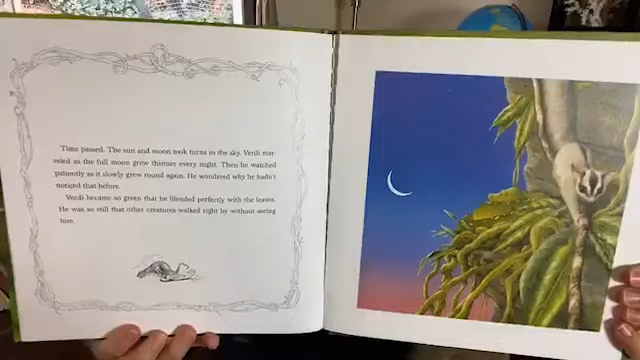 Time passed. The sun and moon took turns in the sky. Verdi mar-
veled as the full moon grew thinner every night. Then he watched
patiently as it slowly grew round again. He wondered why he hadn't
noticed that before.
Verdi became so green that he blended perfectly with the leaves.
He was so still that other creatures walked right by without seeing
him.